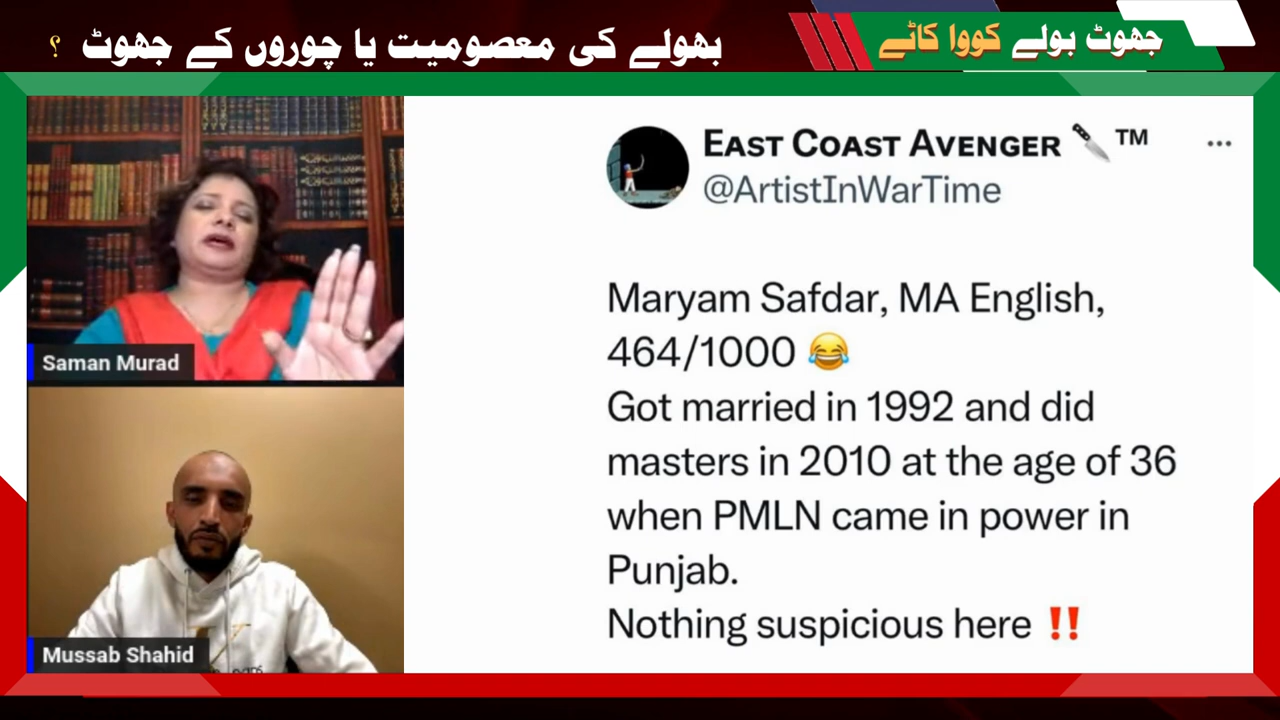 جھوٹ بولے کووا کاٹے
بھولے کی معصومیت یا چوروں کے جھوٹ ؟
EAST COAST AVENGER 🔪™
@ArtistInWarTime
Maryam Safdar, MA English,
464/1000 😂
Got married in 1992 and did
masters in 2010 at the age of 36
when PMLN came in power in
Punjab.
Nothing suspicious here ‼️
Saman Murad
Mussab Shahid